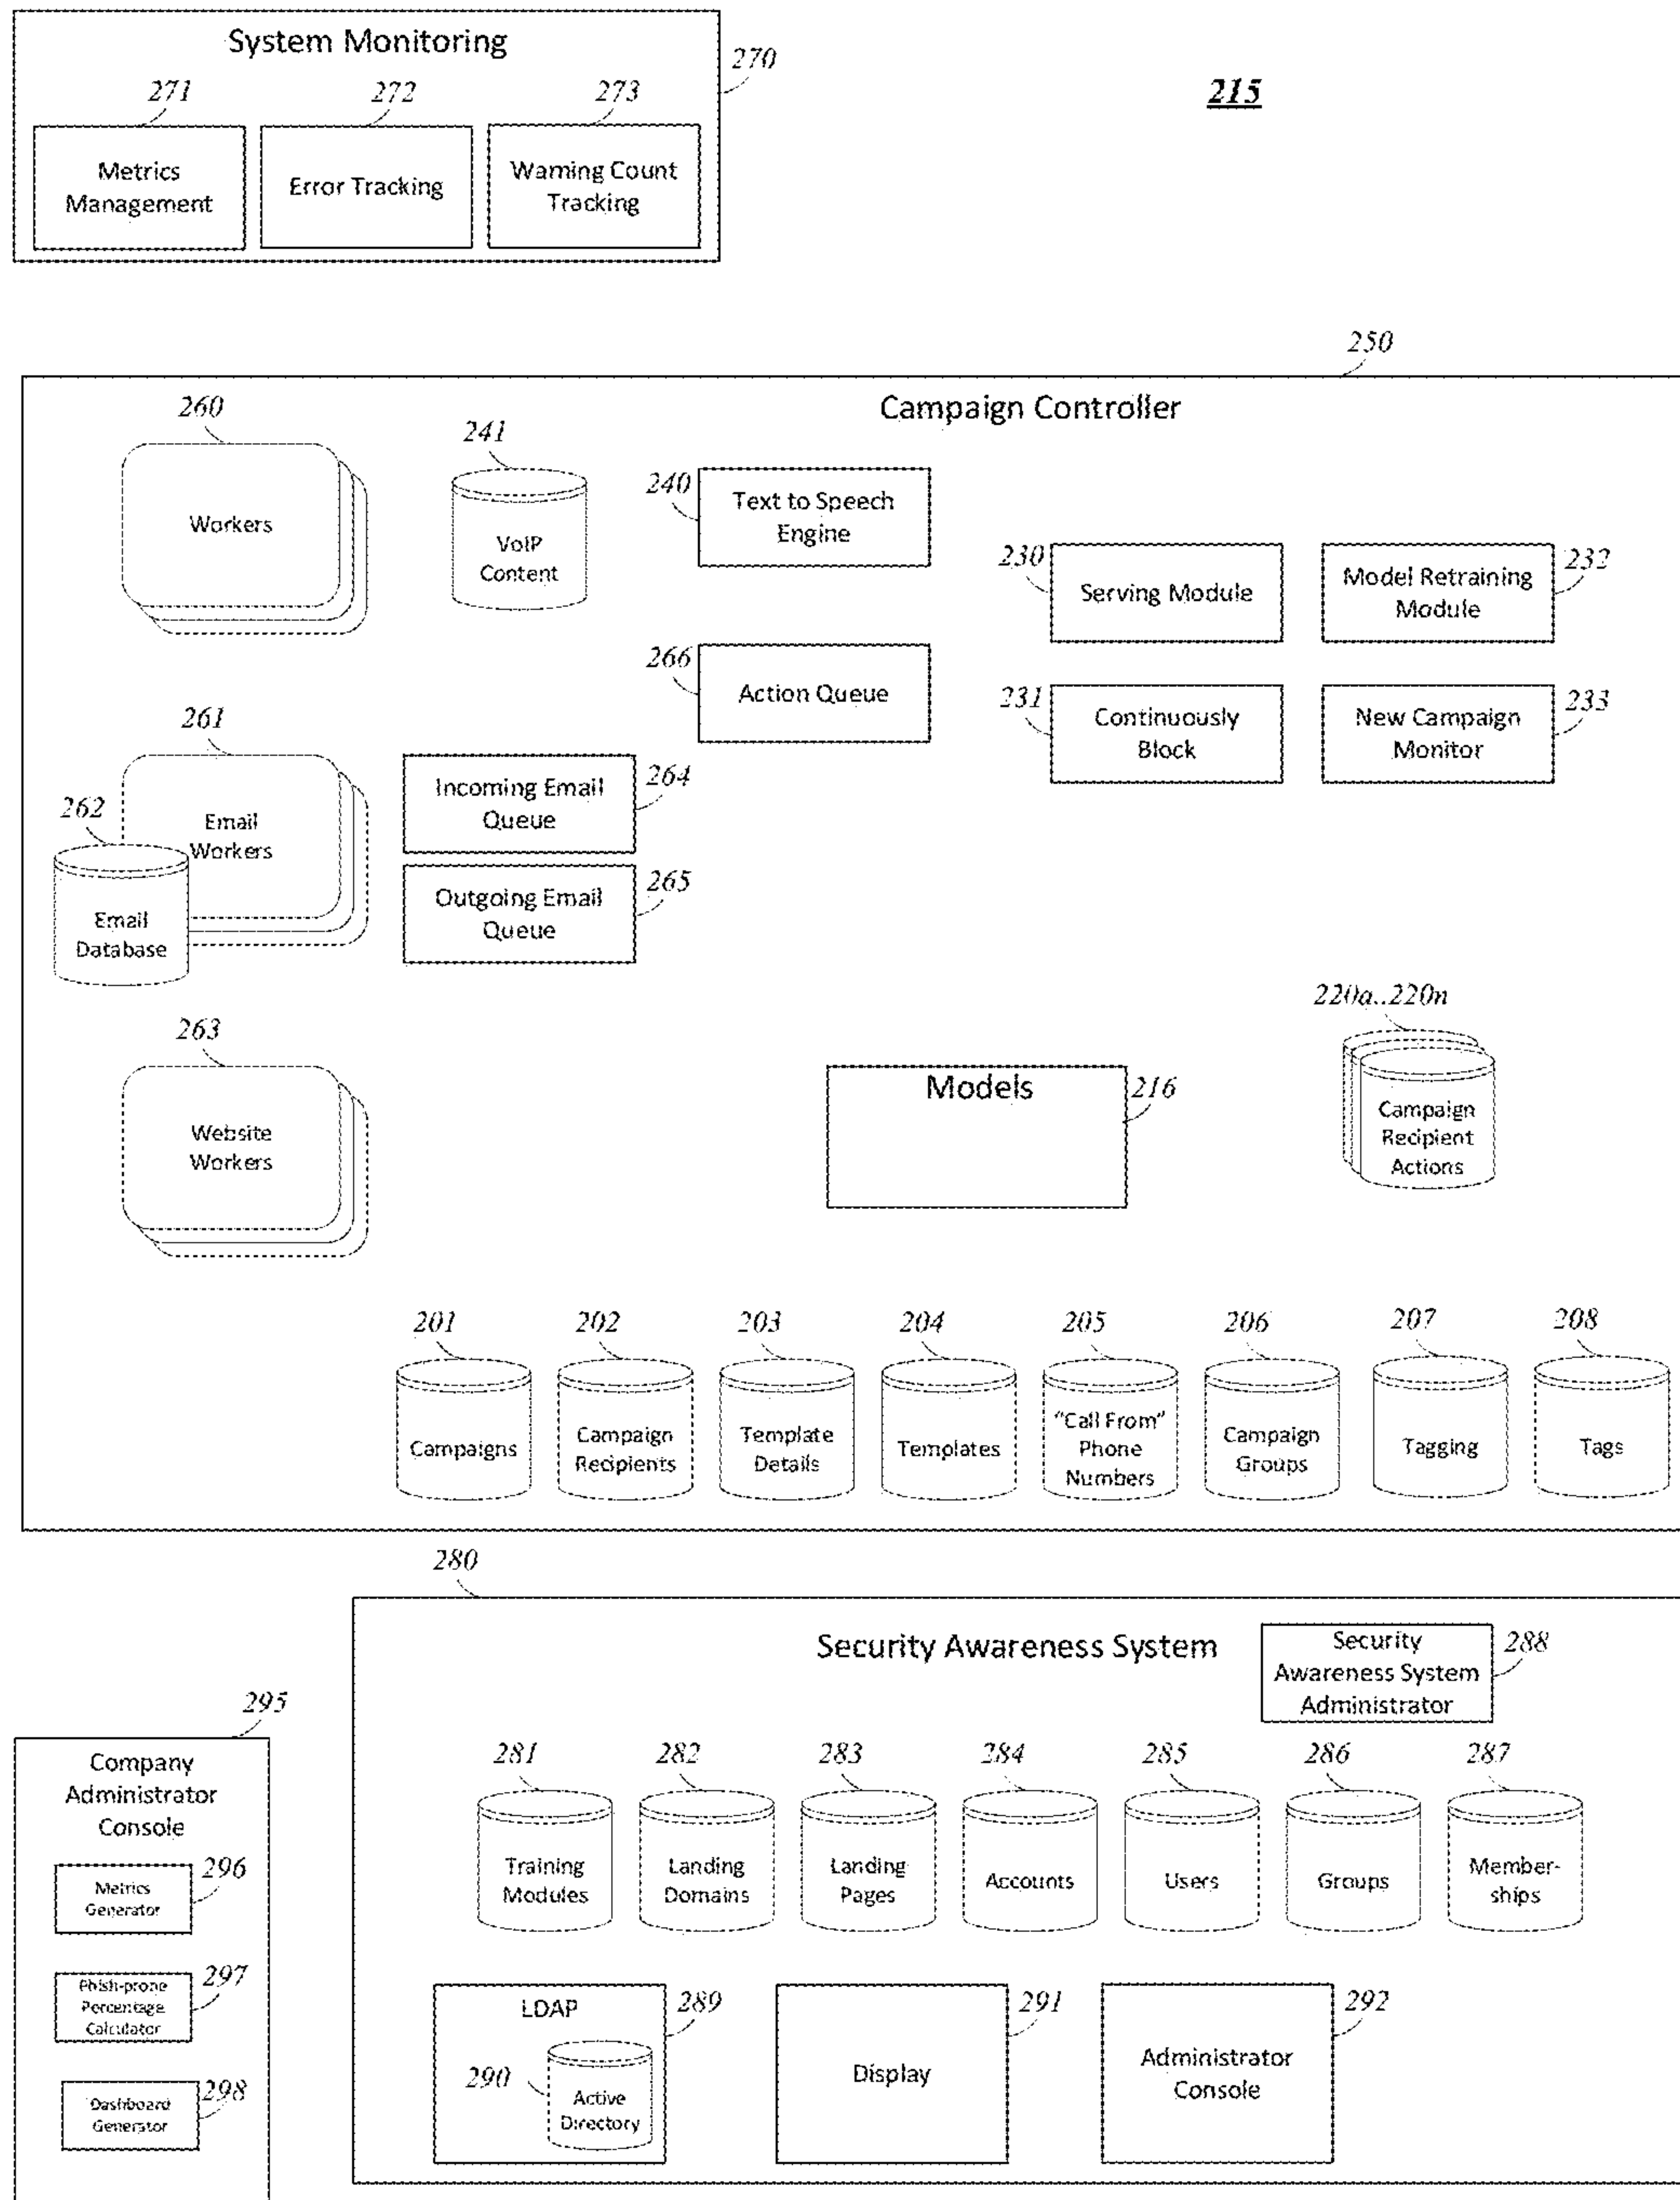 System Monitoring
270
215
271
272
273
Metrics
Management
Error Tracking
Warning Count
Tracking
250
Campaign Controller
260
Workers
241
VoIP
Content
240
Text to Speech
Engine
230
Serving Module
Model Retraining
Module
232
266
Action Queue
231
Continuously
Block
New Campaign
Monitor
233
261
Email
Workers
262
Email
Database
Incoming Email
Queue
264
Outgoing Email
Queue
265
220a..220n
Campaign
Recipient
Actions
263
Website
Workers
Models
216
201
202
203
204
205
206
207
208
Campaigns
Campaign
Recipients
Template
Details
Templates
"Call From"
Phone
Numbers
Campaign
Groups
Tagging
Tags
280
Security Awareness System
Security
Awareness System
Administrator
288
295
Company
Administrator
Console
Metrics
Generator
296
Phish-prone
Percentage
Calculator
297
Dashboard
Generator
298
281
282
283
284
285
286
287
Training
Modules
Landing
Domains
Landing
Pages
Accounts
Users
Groups
Member-
ships
LDAP
289
290
Active
Directory
Display
291
Administrator
Console
292